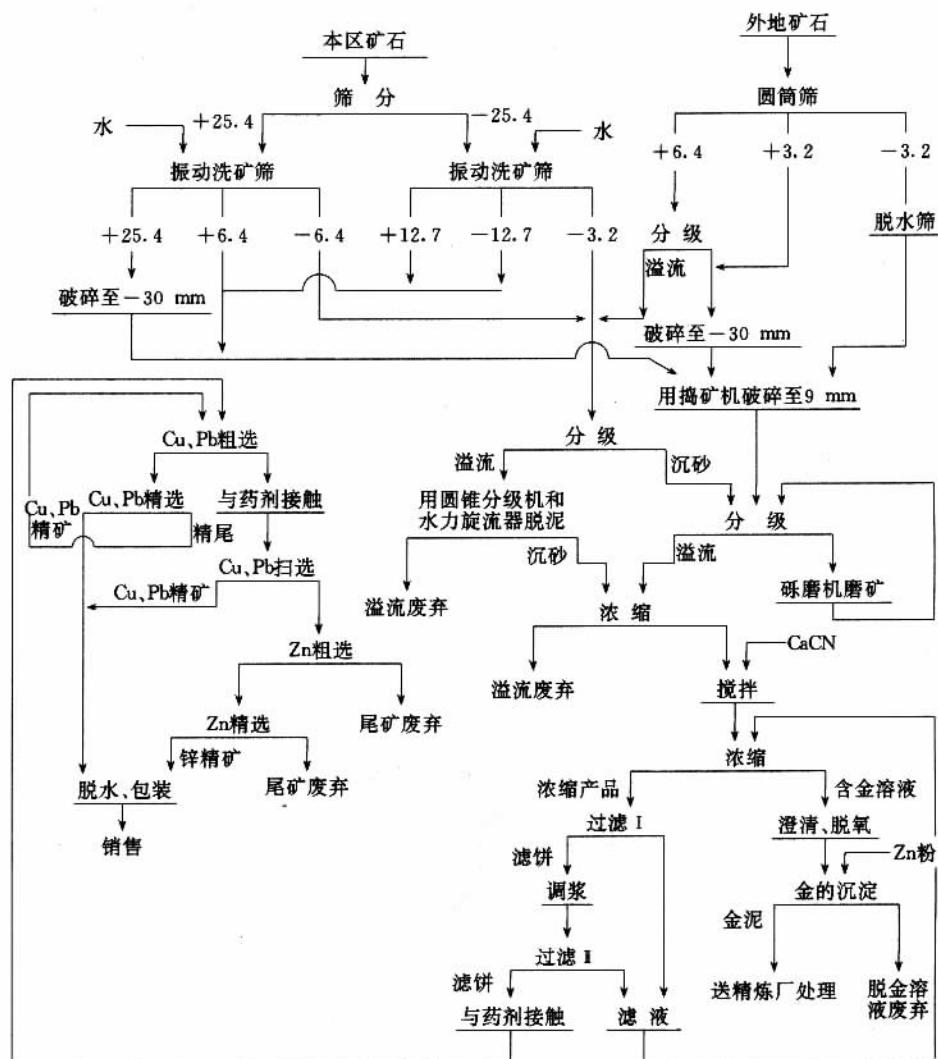 本区矿石
外地矿石
筛 分
圆筒筛
水
+25.4
-25.4
水
+6.4
+3.2
-3.2
振动洗矿筛
振动洗矿筛
脱水筛
+25.4
+6.4
-6.4
+12.7
-12.7
-3.2
分 级
溢流
破碎至-30 mm
破碎至-30 mm
用捣矿机破碎至9 mm
Cu、Pb粗选
分 级
溢流
沉砂
Cu、Pb精选
与药剂接触
Cu、Pb
精矿
精尾
用圆锥分级机和
水力旋流器脱泥
分 级
沉砂
溢流
Cu、Pb扫选
Cu、Pb精矿
溢流废弃
砾磨机磨矿
浓 缩
Zn粗选
CaCN
溢流废弃
搅拌
Zn精选
尾矿废弃
锌精矿
浓缩
脱水、包装
尾矿废弃
浓缩产品
含金溶液
销售
过滤Ⅰ
澄清、脱氧
滤饼
Zn粉
调浆
金的沉淀
金泥
过滤Ⅱ
滤饼
送精炼厂处理
脱金溶
液废弃
与药剂接触
滤 液